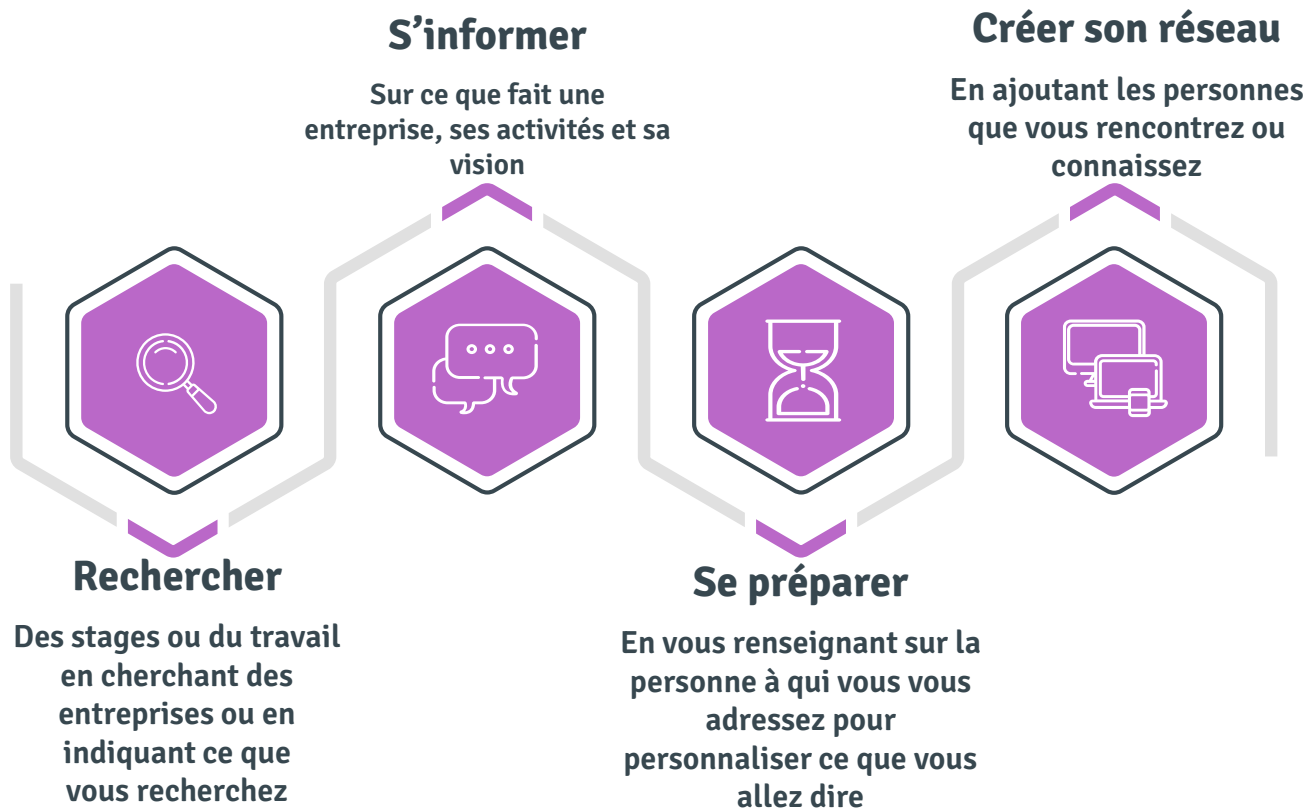 S’informer
Sur ce que fait une
entreprise, ses activités et sa
vision
Créer son réseau
En ajoutant les personnes
que vous rencontrez ou
connaissez
Rechercher
Des stages ou du travail
en cherchant des
entreprises ou en
indiquant ce que
vous recherchez
Se préparer
En vous renseignant sur la
personne à qui vous vous
adressez pour
personnaliser ce que vous
allez dire